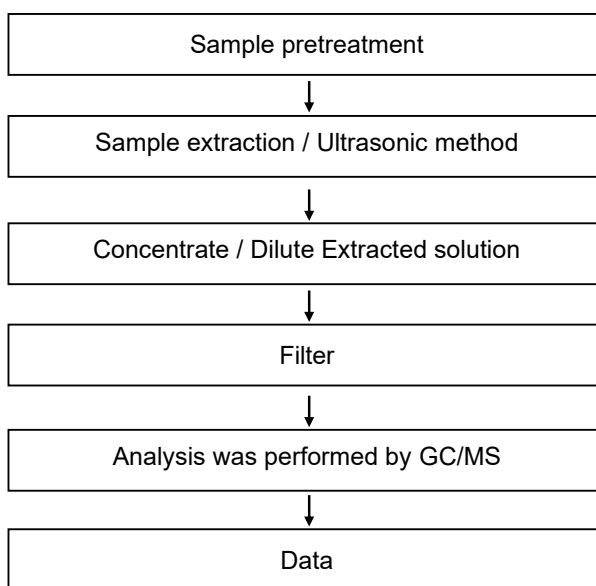 Sample pretreatment
Sample extraction / Ultrasonic method
Concentrate / Dilute Extracted solution
Filter
Analysis was performed by GC/MS
Data